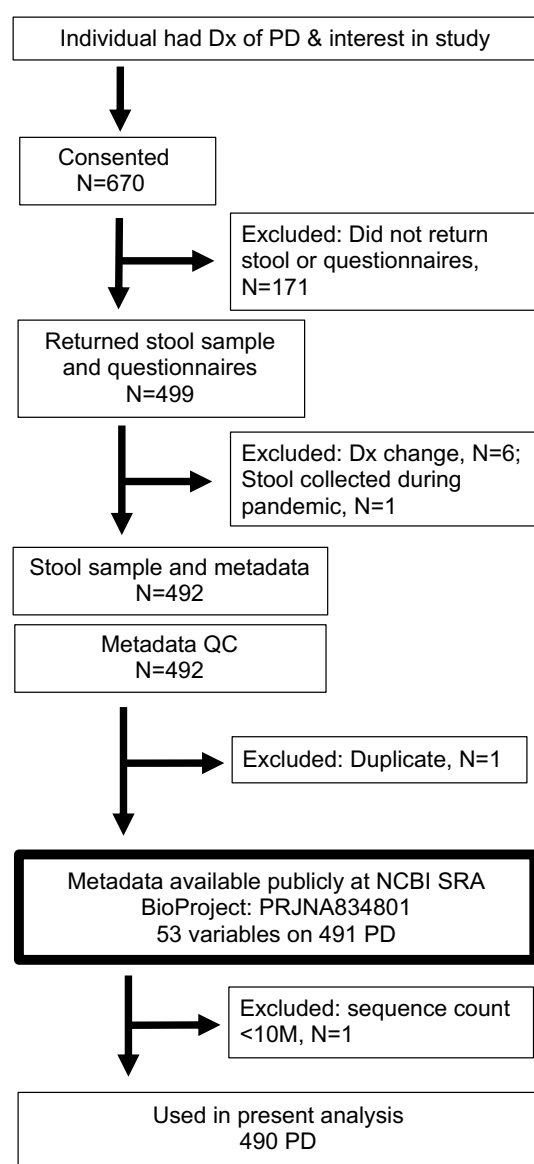 Individual had Dx of PD & interest in study
Consented
N=670
Excluded: Did not return
stool or questionnaires,
N=171
Returned stool sample
and questionnaires
N=499
Excluded: Dx change, N=6;
Stool collected during
pandemic, N=1
Stool sample and metadata
N=492
Metadata QC
N=492
Excluded: Duplicate, N=1
Metadata available publicly at NCBI SRA
BioProject: PRJNA834801
53 variables on 491 PD
Excluded: sequence count
<10M, N=1
Used in present analysis
490 PD